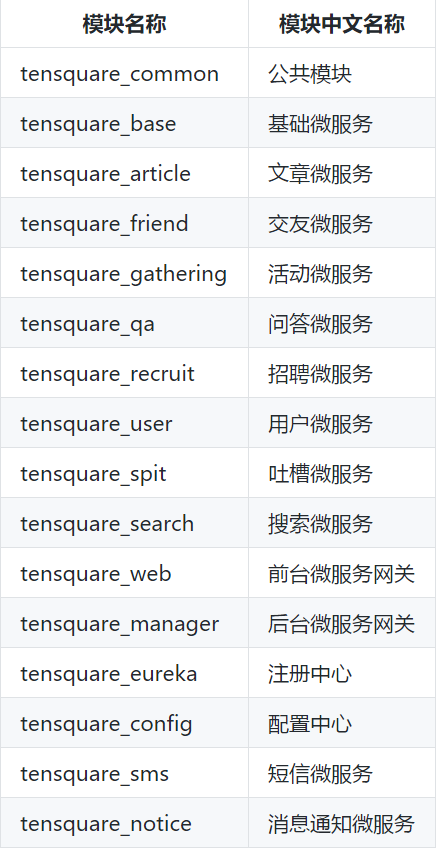 模块名称 模块中文名称
tensquare_common 公共模块
tensquare_base 基础微服务
tensquare_article 文章微服务
tensquare_friend 交友微服务
tensquare_gathering 活动微服务
tensquare_qa 问答微服务
tensquare_recruit 招聘微服务
tensquare_user 用户微服务
tensquare_spit 吐槽微服务
tensquare_search 搜索微服务
tensquare_web 前台微服务网关
tensquare_manager 后台微服务网关
tensquare_eureka 注册中心
tensquare_config 配置中心
tensquare_sms 短信微服务
tensquare_notice 消息通知微服务